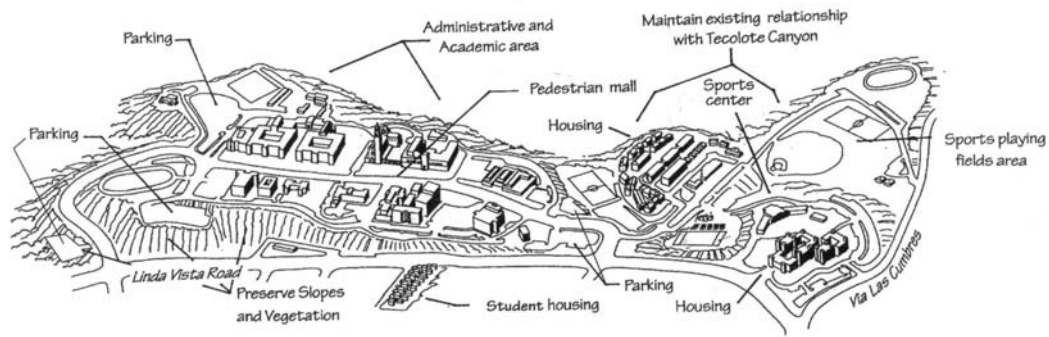 Administrative and
Academic area
Maintain existing relationship
with Tecolote Canyon
Parking
Pedestrian mall
Sports
center
Housing
Parking
Sports playing
fields area
Linda Vista Road
Preserve Slopes
and Vegetation
Student housing
Parking
Housing
Via Las Cumbres